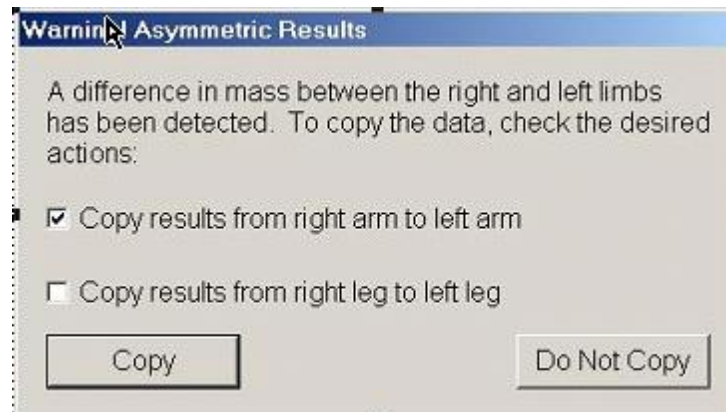 Warning! Asymmetric Results
A difference in mass between the right and left limbs
has been detected. To copy the data, check the desired
actions:
Copy results from right arm to left arm
Copy results from right leg to left leg
Copy
Do Not Copy